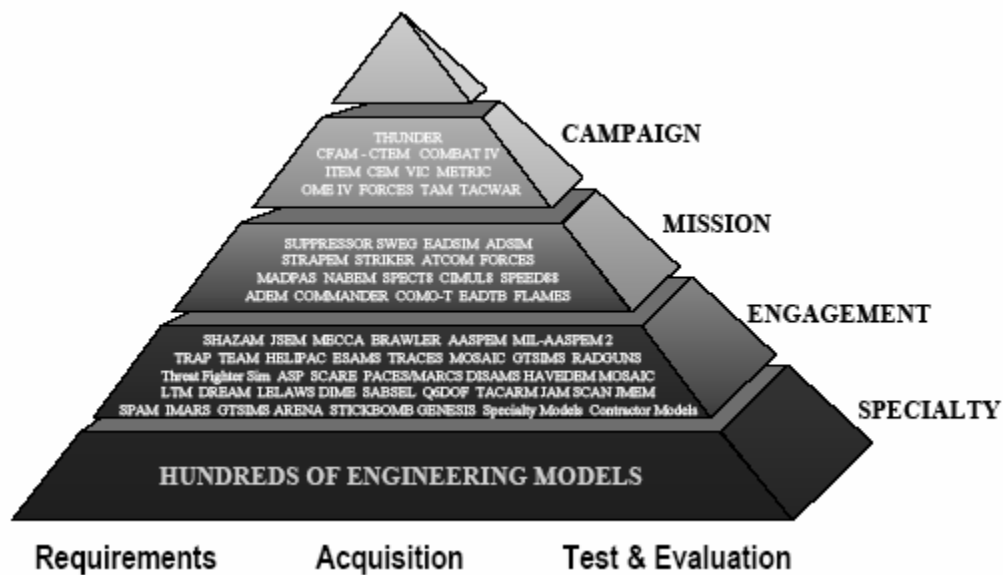 THUNDER
CFAM - CTEM COMBAT IV
ITEM CEM VIC METRIC
OME IV FORCES TAM TACWAR
CAMPAIGN
SUPPRESSOR SWEG EADSIM ADSIM
STRAPEM STRIKER ATCOM FORCES
MADPAS NABEM SPECT8 CIMUL8 SPEED88
ADEM COMMANDER COMO-T EADTB FLAMES
MISSION
SHAZAM JSEM MECCA BRAWLER AASPEM MIL-AASPEM 2
TRAP TEAM HELIPAC ESAMS TRACES MOSAIC GTSIMS RADGUNS
Threat Fighter Sim ASP SCARE PACES/MARCS DISAMS HAVEDEM MOSAIC
LTM DREAM LELAWS DIME SABSEL Q6DOF TACARM JAM SCAN JMEM
SPAM IMARS GTSIMS ARENA STICKBOMB GENESIS Specialty Models Contractor Models
ENGAGEMENT
HUNDREDS OF ENGINEERING MODELS
SPECIALTY
Requirements Acquisition Test & Evaluation